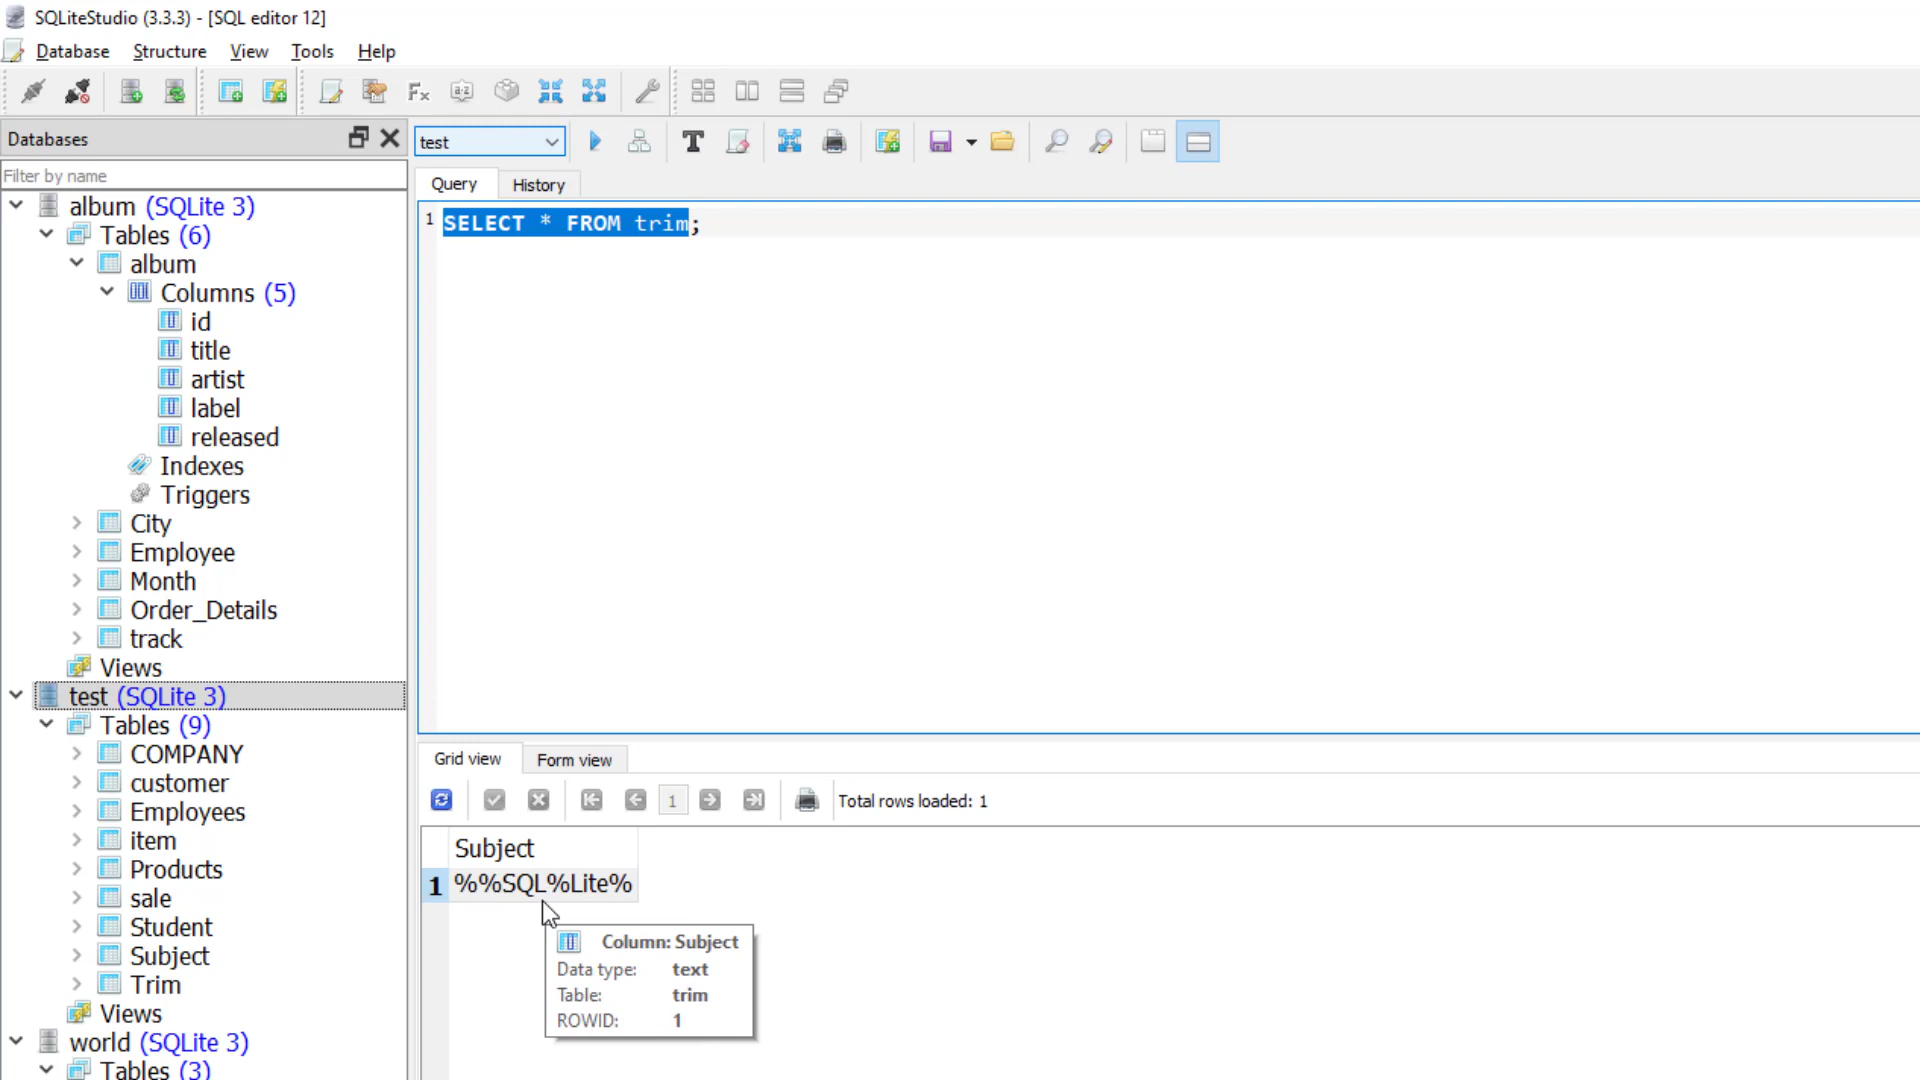 SQLiteStudio (3.3.3) - [SQL editor 12]
Database Structure View Tools Help
Databases
test
Filter by name
Query History
1 SELECT * FROM trim;
album (SQLite 3)
Tables (6)
album
Columns (5)
id
title
artist
label
released
Indexes
Triggers
City
Employee
Month
Order_Details
track
Views
test (SQLite 3)
Tables (9)
COMPANY
customer
Employees
item
Products
sale
Student
Subject
Trim
Views
world (SQLite 3)
Tables (3)
Grid view Form view
1 Total rows loaded: 1
Subject
1 %%SQL%Lite%
Column: Subject
Data type: text
Table: trim
ROWID: 1